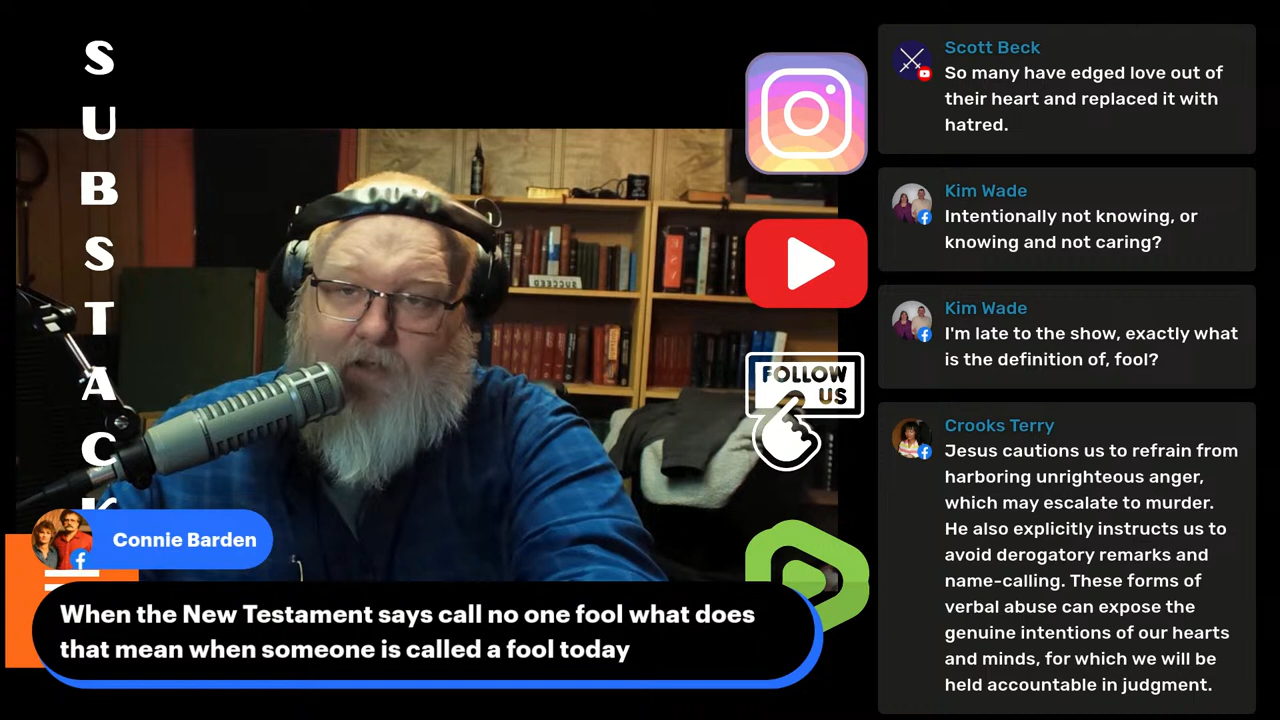 SUBSTACK
FOLLOW
US
Connie Barden
When the New Testament says call no one fool what does
that mean when someone is called a fool today
Scott Beck
So many have edged love out of
their heart and replaced it with
hatred.
Kim Wade
Intentionally not knowing, or
knowing and not caring?
Kim Wade
I'm late to the show, exactly what
is the definition of, fool?
Crooks Terry
Jesus cautions us to refrain from
harboring unrighteous anger,
which may escalate to murder.
He also explicitly instructs us to
avoid derogatory remarks and
name-calling. These forms of
verbal abuse can expose the
genuine intentions of our hearts
and minds, for which we will be
held accountable in judgment.